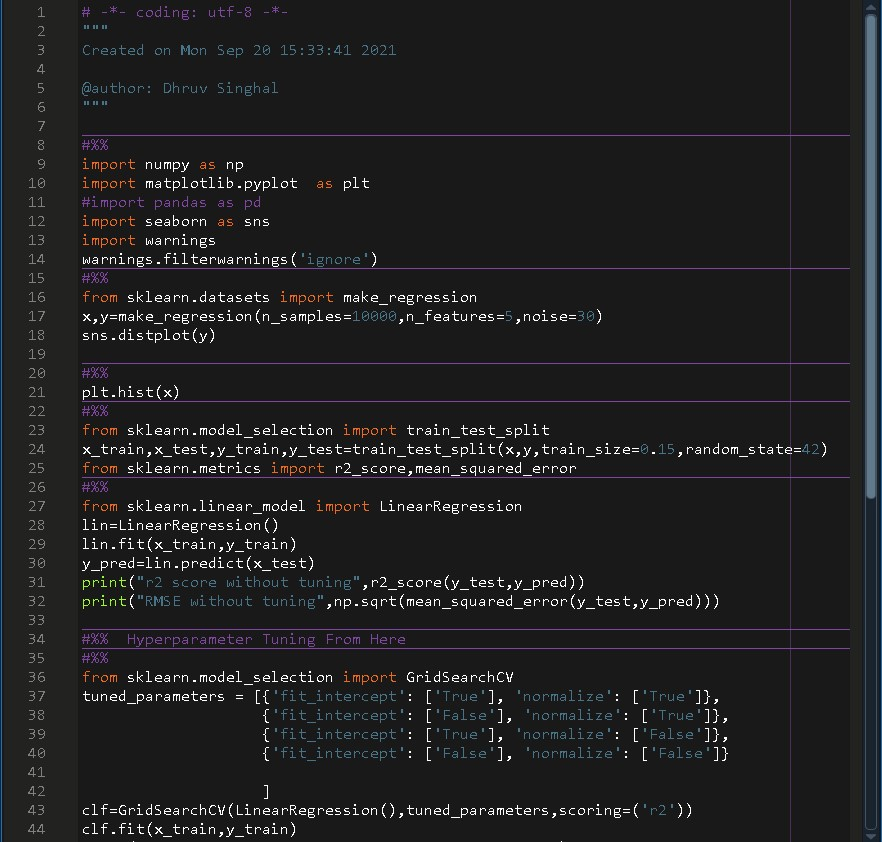 1 # -*- coding: utf-8 -*-
2 """
3 Created on Mon Sep 20 15:33:41 2021
4
5 @author: Dhruv Singhal
6 """
7
8 #%%
9 import numpy as np
10 import matplotlib.pyplot  as plt
11 #import pandas as pd
12 import seaborn as sns
13 import warnings
14 warnings.filterwarnings('ignore')
15 #%%
16 from sklearn.datasets import make_regression
17 x,y=make_regression(n_samples=10000,n_features=5,noise=30)
18 sns.distplot(y)
19
20 #%%
21 plt.hist(x)
22 #%%
23 from sklearn.model_selection import train_test_split
24 x_train,x_test,y_train,y_test=train_test_split(x,y,train_size=0.15,random_state=42)
25 from sklearn.metrics import r2_score,mean_squared_error
26 #%%
27 from sklearn.linear_model import LinearRegression
28 lin=LinearRegression()
29 lin.fit(x_train,y_train)
30 y_pred=lin.predict(x_test)
31 print("r2 score without tuning",r2_score(y_test,y_pred))
32 print("RMSE without tuning",np.sqrt(mean_squared_error(y_test,y_pred)))
33
34 #%%  Hyperparameter Tuning From Here
35 #%%
36 from sklearn.model_selection import GridSearchCV
37 tuned_parameters = [{'fit_intercept': ['True'], 'normalize': ['True']},
38                     {'fit_intercept': ['False'], 'normalize': ['True']},
39                     {'fit_intercept': ['True'], 'normalize': ['False']},
40                     {'fit_intercept': ['False'], 'normalize': ['False']}
41
42                     ]
43 clf=GridSearchCV(LinearRegression(),tuned_parameters,scoring=('r2'))
44 clf.fit(x_train,y_train)